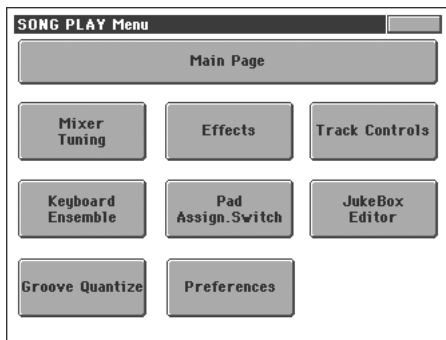 SONG PLAY Menu
Main Page
Mixer
Tuning
Effects
Track Controls
Keyboard
Ensemble
Pad
Assign.Switch
JukeBox
Editor
Groove Quantize
Preferences